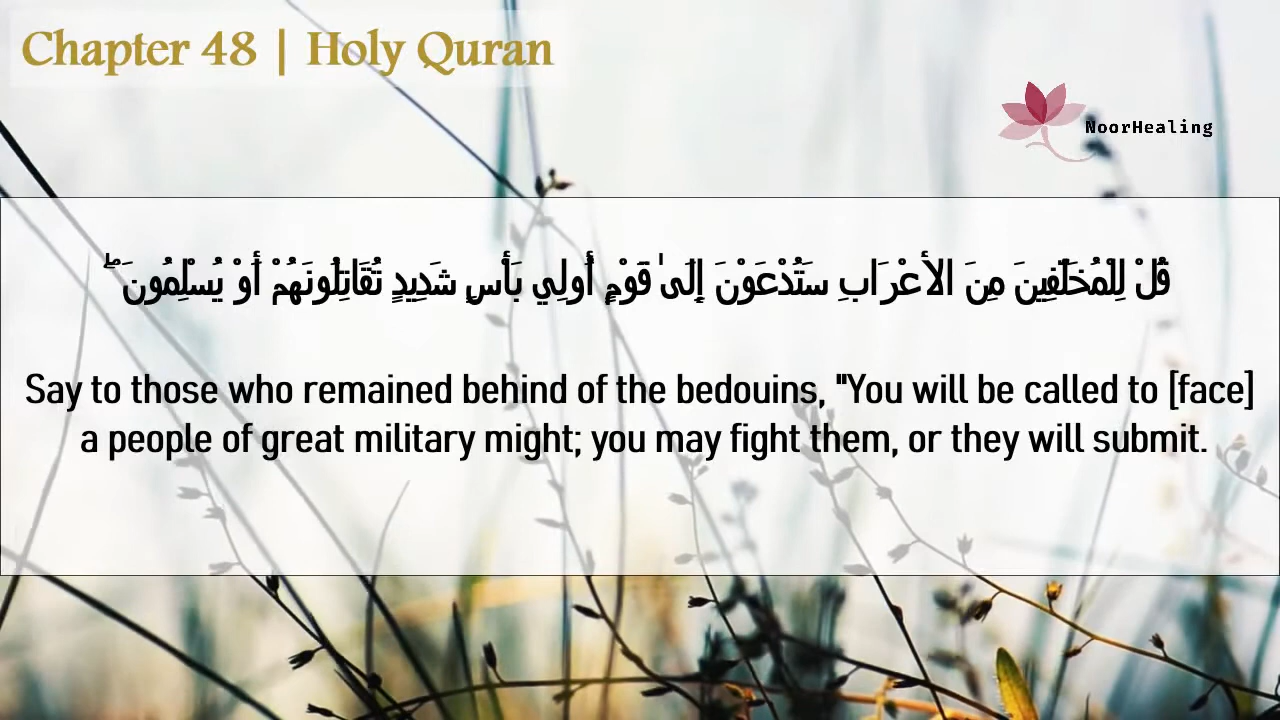 Chapter 48 | Holy Quran
NoorHealing
قُلْ لِلْمُخَلَّفِينَ مِنَ الأَعْرَابِ سَتُدْعَوْنَ إِلَىٰ قَوْمٍ أُولِي بَأْسٍ شَدِيدٍ تُقَاتِلُونَهُمْ أَوْ يُسْلِمُونَ ۖ
Say to those who remained behind of the bedouins, "You will be called to [face]
a people of great military might; you may fight them, or they will submit.